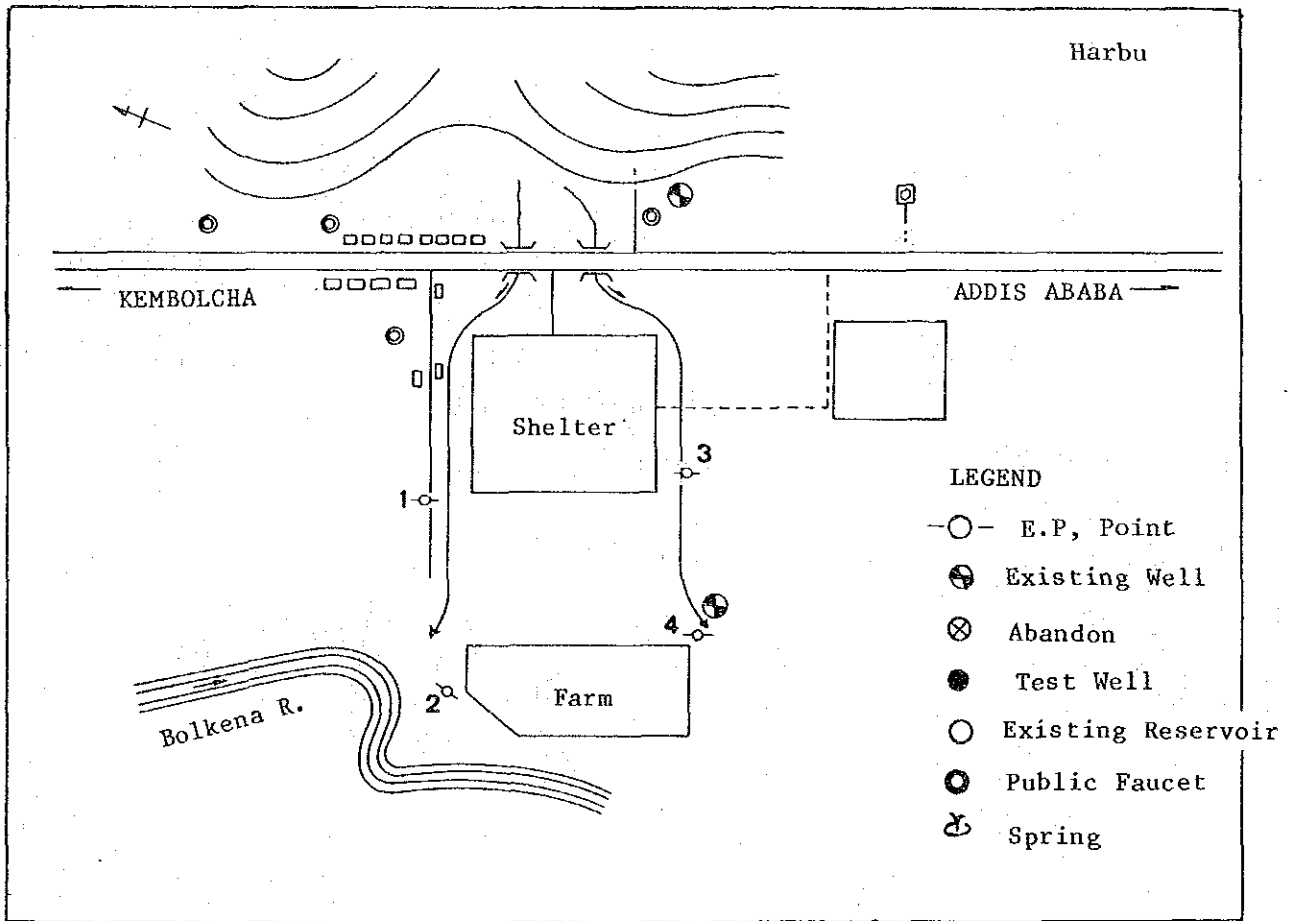 Harbu
KEMBOLCHA
ADDIS ABABA
Shelter
3
1
4
2
Farm
Bolkena R.
LEGEND
E.P, Point
Existing Well
Abandon
Test Well
Existing Reservoir
Public Faucet
Spring